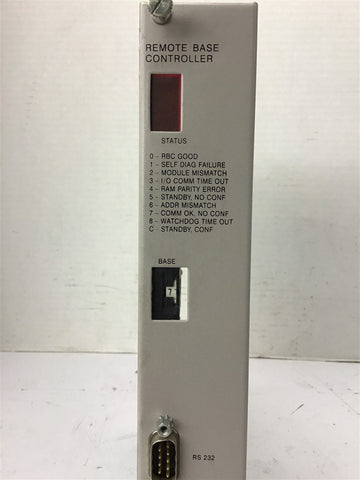 REMOTE BASE
CONTROLLER
STATUS
0 - RBC GOOD
1 - SELF DIAG FAILURE
2 - MODULE MISMATCH
3 - I/O COMM TIME OUT
4 - RAM PARITY ERROR
5 - STANDBY, NO CONF
6 - ADDR MISMATCH
7 - COMM OK. NO CONF
8 - WATCHDOG TIME OUT
C - STANDBY, CONF
BASE
7
RS 232